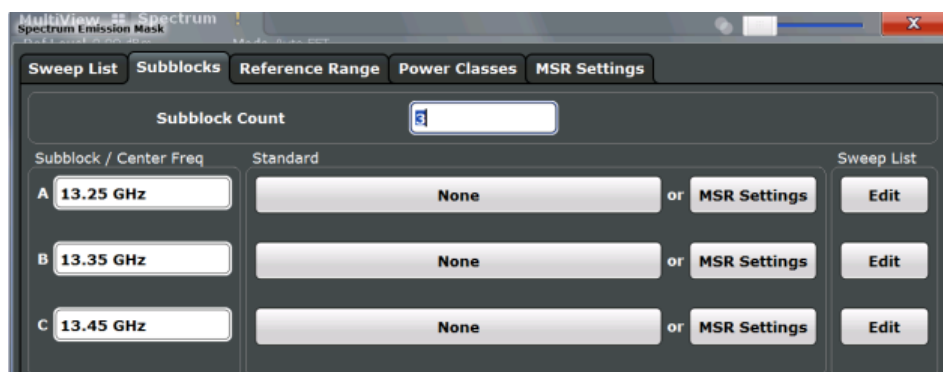 MultiView Spectrum !
Spectrum Emission Mask
X
Sweep List Subblocks Reference Range Power Classes MSR Settings
Subblock Count 3
Subblock / Center Freq Standard Sweep List
A 13.25 GHz None or MSR Settings Edit
B 13.35 GHz None or MSR Settings Edit
C 13.45 GHz None or MSR Settings Edit